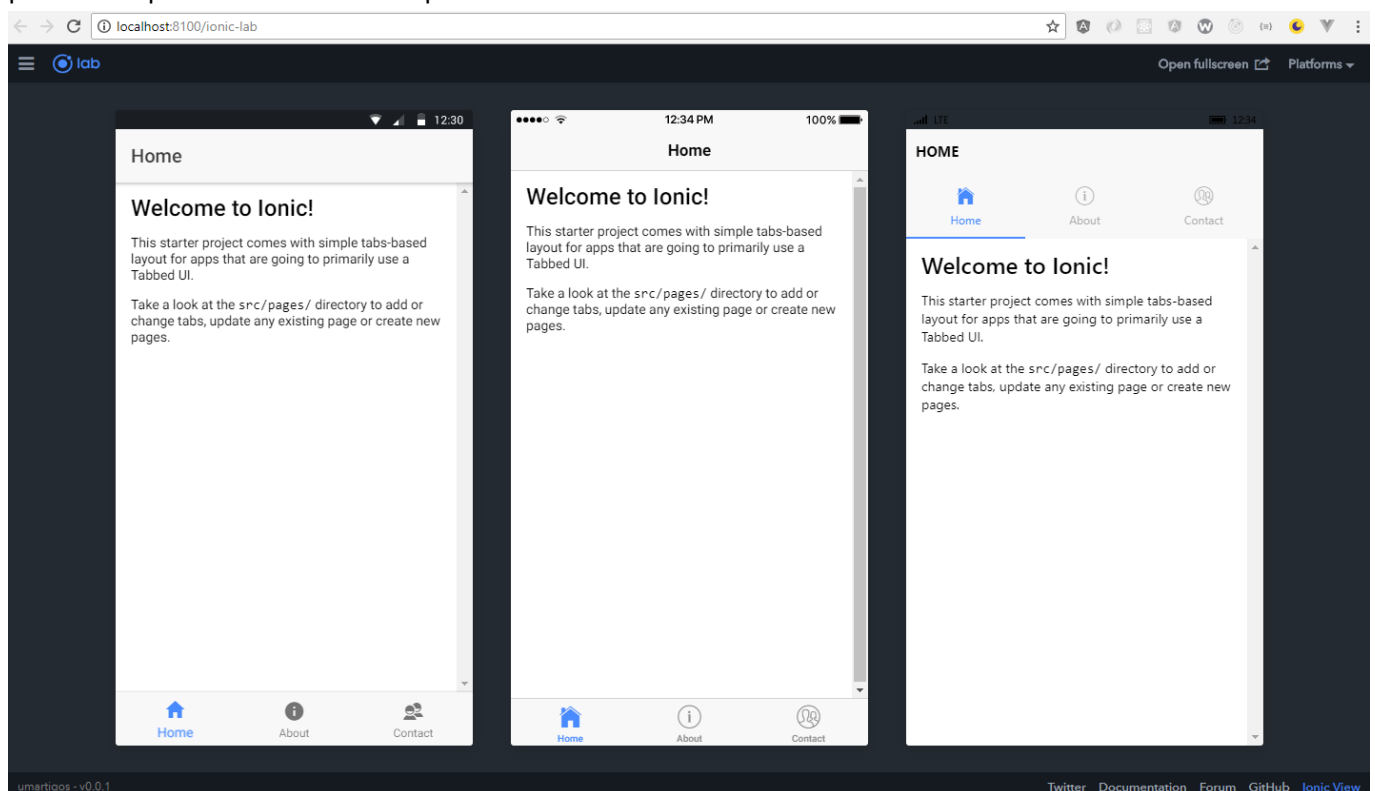 localhost:8100/ionic-lab
lab
Open fullscreen
Platforms
12:30
Home
Welcome to Ionic!
This starter project comes with simple tabs-based
layout for apps that are going to primarily use a
Tabbed UI.
Take a look at the src/pages/ directory to add or
change tabs, update any existing page or create new
pages.
Home
About
Contact
12:34 PM
100%
Home
Welcome to Ionic!
This starter project comes with simple tabs-based
layout for apps that are going to primarily use a
Tabbed UI.
Take a look at the src/pages/ directory to add or
change tabs, update any existing page or create new
pages.
Home
About
Contact
LTE
12:34
HOME
Home
About
Contact
Welcome to Ionic!
This starter project comes with simple tabs-based
layout for apps that are going to primarily use a
Tabbed UI.
Take a look at the src/pages/ directory to add or
change tabs, update any existing page or create new
pages.
umartigos - v0.0.1
Twitter Documentation Forum GitHub Ionic View